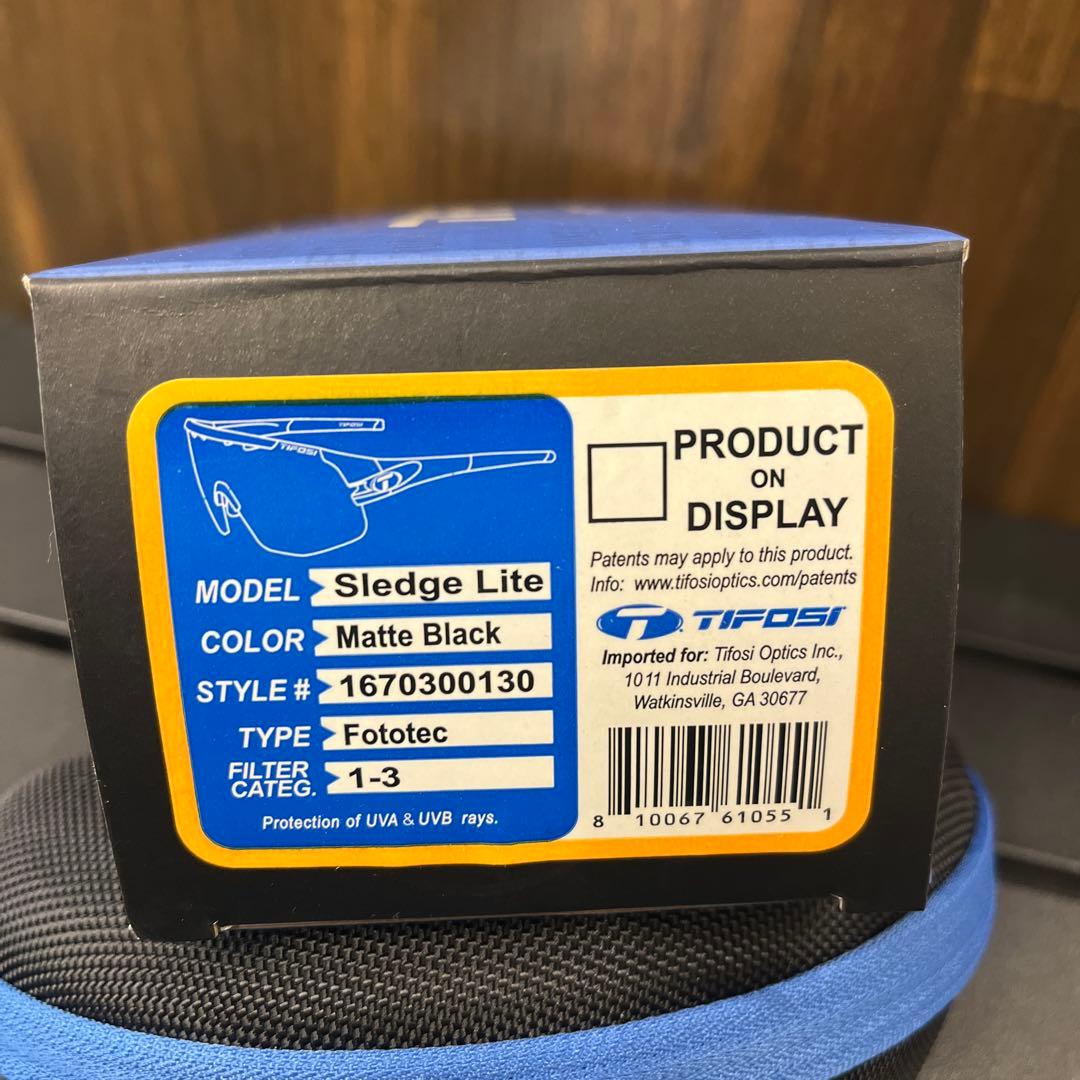 TIFOSI
TIFOSI
MODEL Sledge Lite
COLOR Matte Black
STYLE # 1670300130
TYPE Fototec
FILTER CATEG. 1-3
Protection of UVA & UVB rays.
PRODUCT
ON
DISPLAY
Patents may apply to this product.
Info: www.tifosioptics.com/patents
T TIFOSI
Imported for: Tifosi Optics Inc.,
1011 Industrial Boulevard,
Watkinsville, GA 30677
8 10067 61055 1